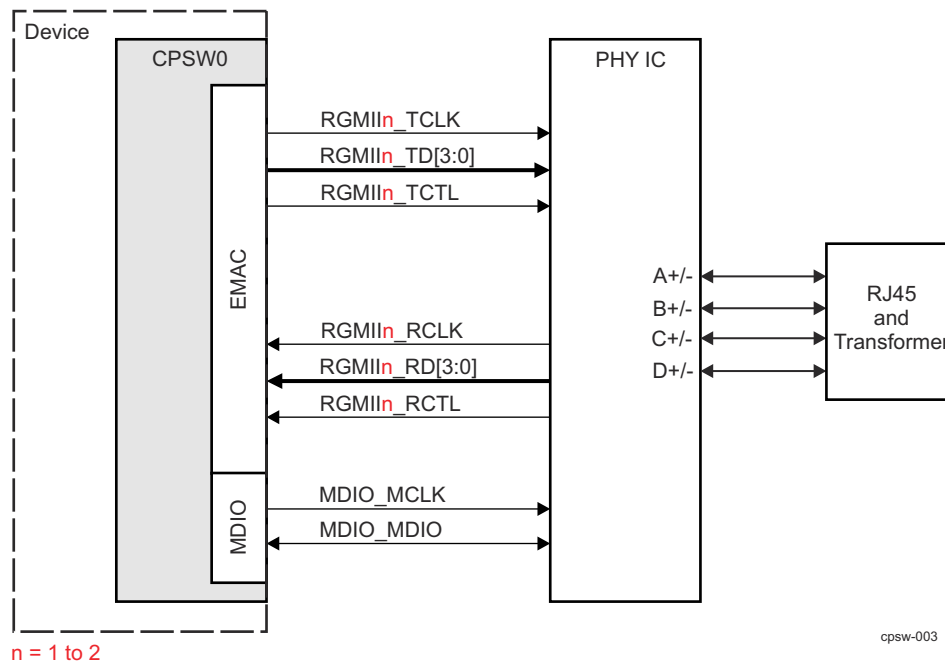 Device
CPSW0
PHY IC
RGMIIn_TCLK
RGMIIn_TD[3:0]
RGMIIn_TCTL
EMAC
A+/-
B+/-
C+/-
D+/-
RJ45
and
Transformer
RGMIIn_RCLK
RGMIIn_RD[3:0]
RGMIIn_RCTL
MDIO
MDIO_MCLK
MDIO_MDIO
cpsw-003
n = 1 to 2